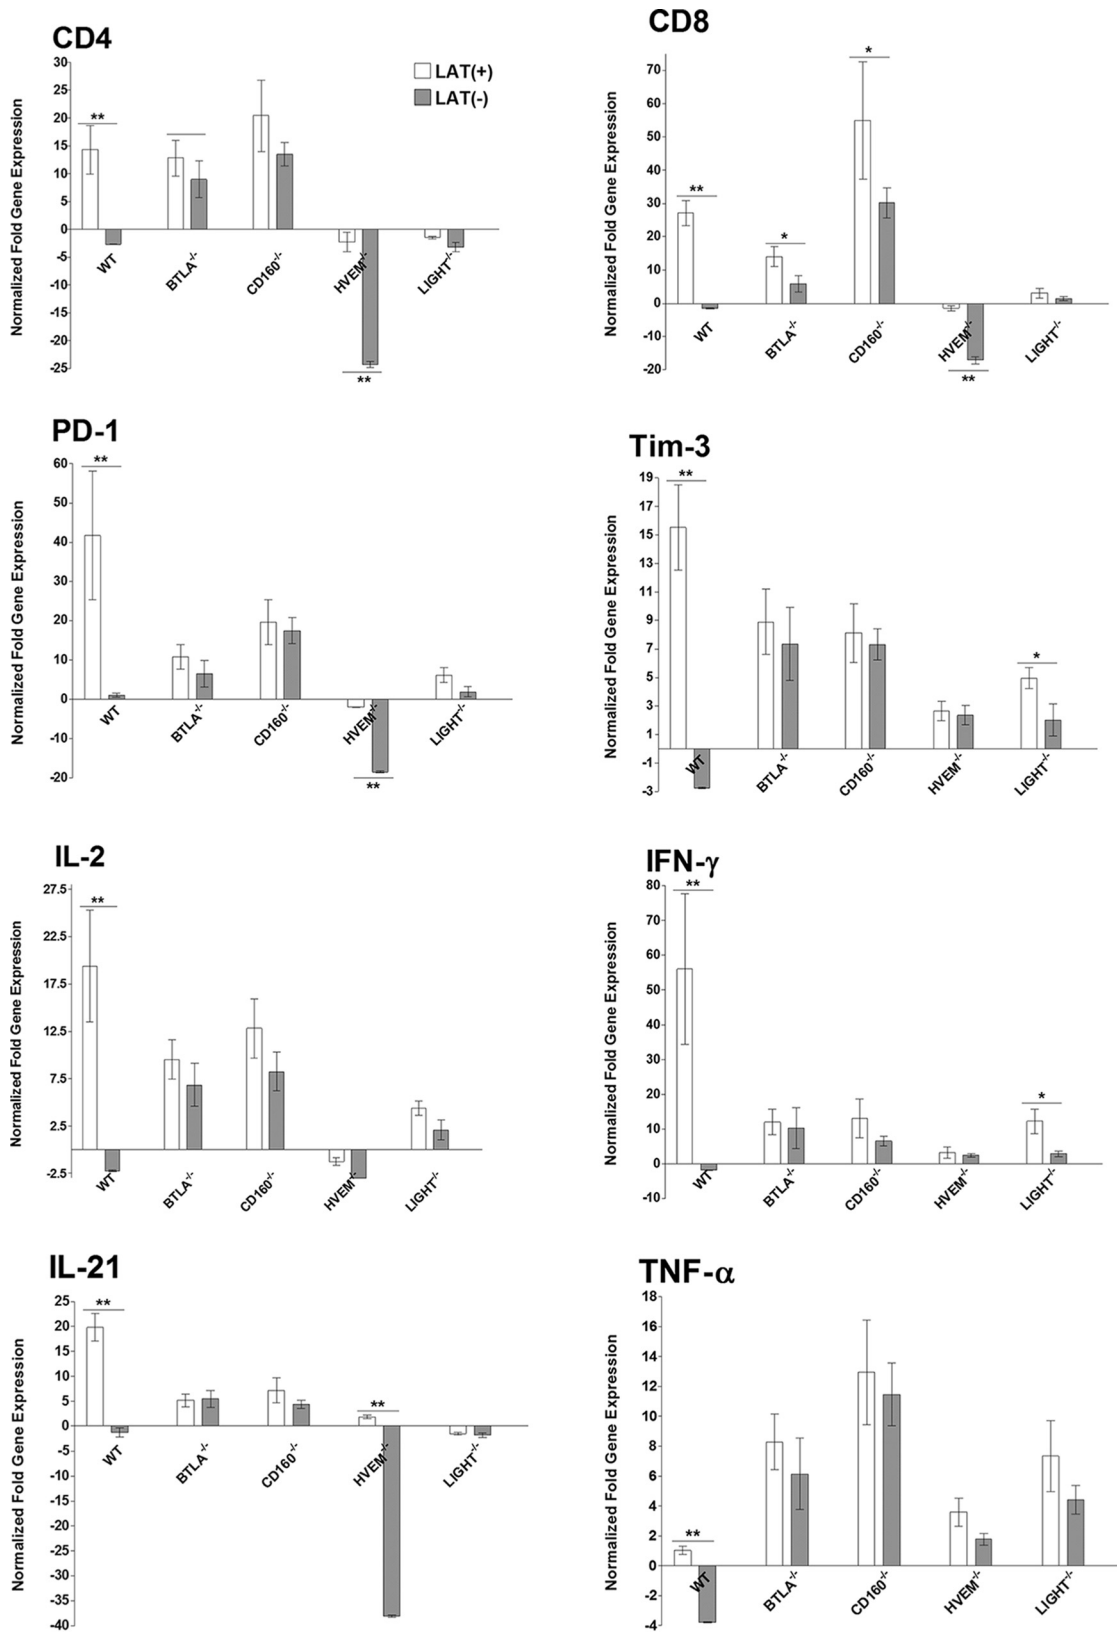 CD4
Normalized Fold Gene Expression
30
25
20
15
10
5
0
-5
-10
-15
-20
-25
LAT(+)
LAT(-)
**
**
WT
BTLA-/-
CD160-/-
HVEM-/-
LIGHT-/-
CD8
Normalized Fold Gene Expression
70
60
50
40
30
20
10
0
-10
-20
**
*
*
**
WT
BTLA-/-
CD160-/-
HVEM-/-
LIGHT-/-
PD-1
Normalized Fold Gene Expression
60
50
40
30
20
10
0
-10
-20
**
**
WT
BTLA-/-
CD160-/-
HVEM-/-
LIGHT-/-
Tim-3
Normalized Fold Gene Expression
19
17
15
13
11
9
7
5
3
1
-1
-3
**
*
WT
BTLA-/-
CD160-/-
HVEM-/-
LIGHT-/-
IL-2
Normalized Fold Gene Expression
27.5
22.5
17.5
12.5
7.5
2.5
-2.5
**
WT
BTLA-/-
CD160-/-
HVEM-/-
LIGHT-/-
IFN-γ
Normalized Fold Gene Expression
80
70
60
50
40
30
20
10
0
-10
**
*
WT
BTLA-/-
CD160-/-
HVEM-/-
LIGHT-/-
IL-21
Normalized Fold Gene Expression
25
20
15
10
5
0
-5
-10
-15
-20
-25
-30
-35
-40
**
**
WT
BTLA-/-
CD160-/-
HVEM-/-
LIGHT-/-
TNF-α
Normalized Fold Gene Expression
18
16
14
12
10
8
6
4
2
0
-2
-4
**
WT
BTLA-/-
CD160-/-
HVEM-/-
LIGHT-/-